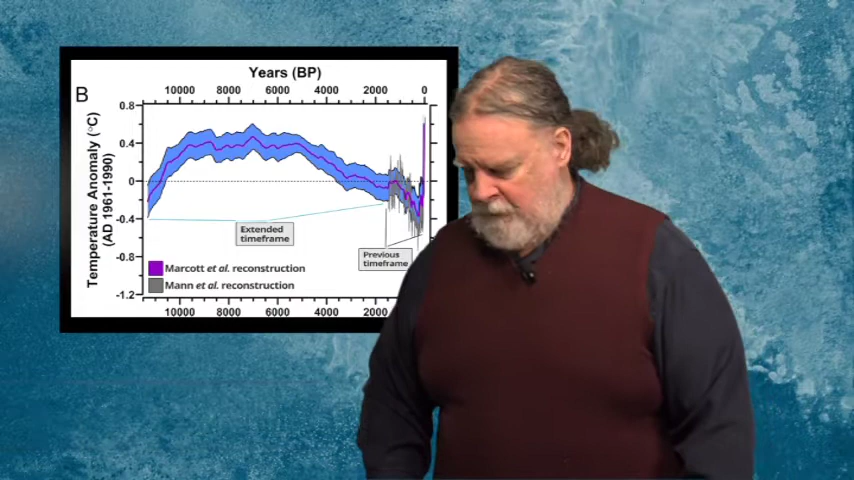 Years (BP)
B
10000 8000 6000 4000 2000 0
0.8
0.4
0
-0.4
-0.8
-1.2
Temperature Anomaly (°C)
(AD 1961-1990)
Extended
timeframe
Previous
timeframe
Marcott et al. reconstruction
Mann et al. reconstruction
10000 8000 6000 4000 2000